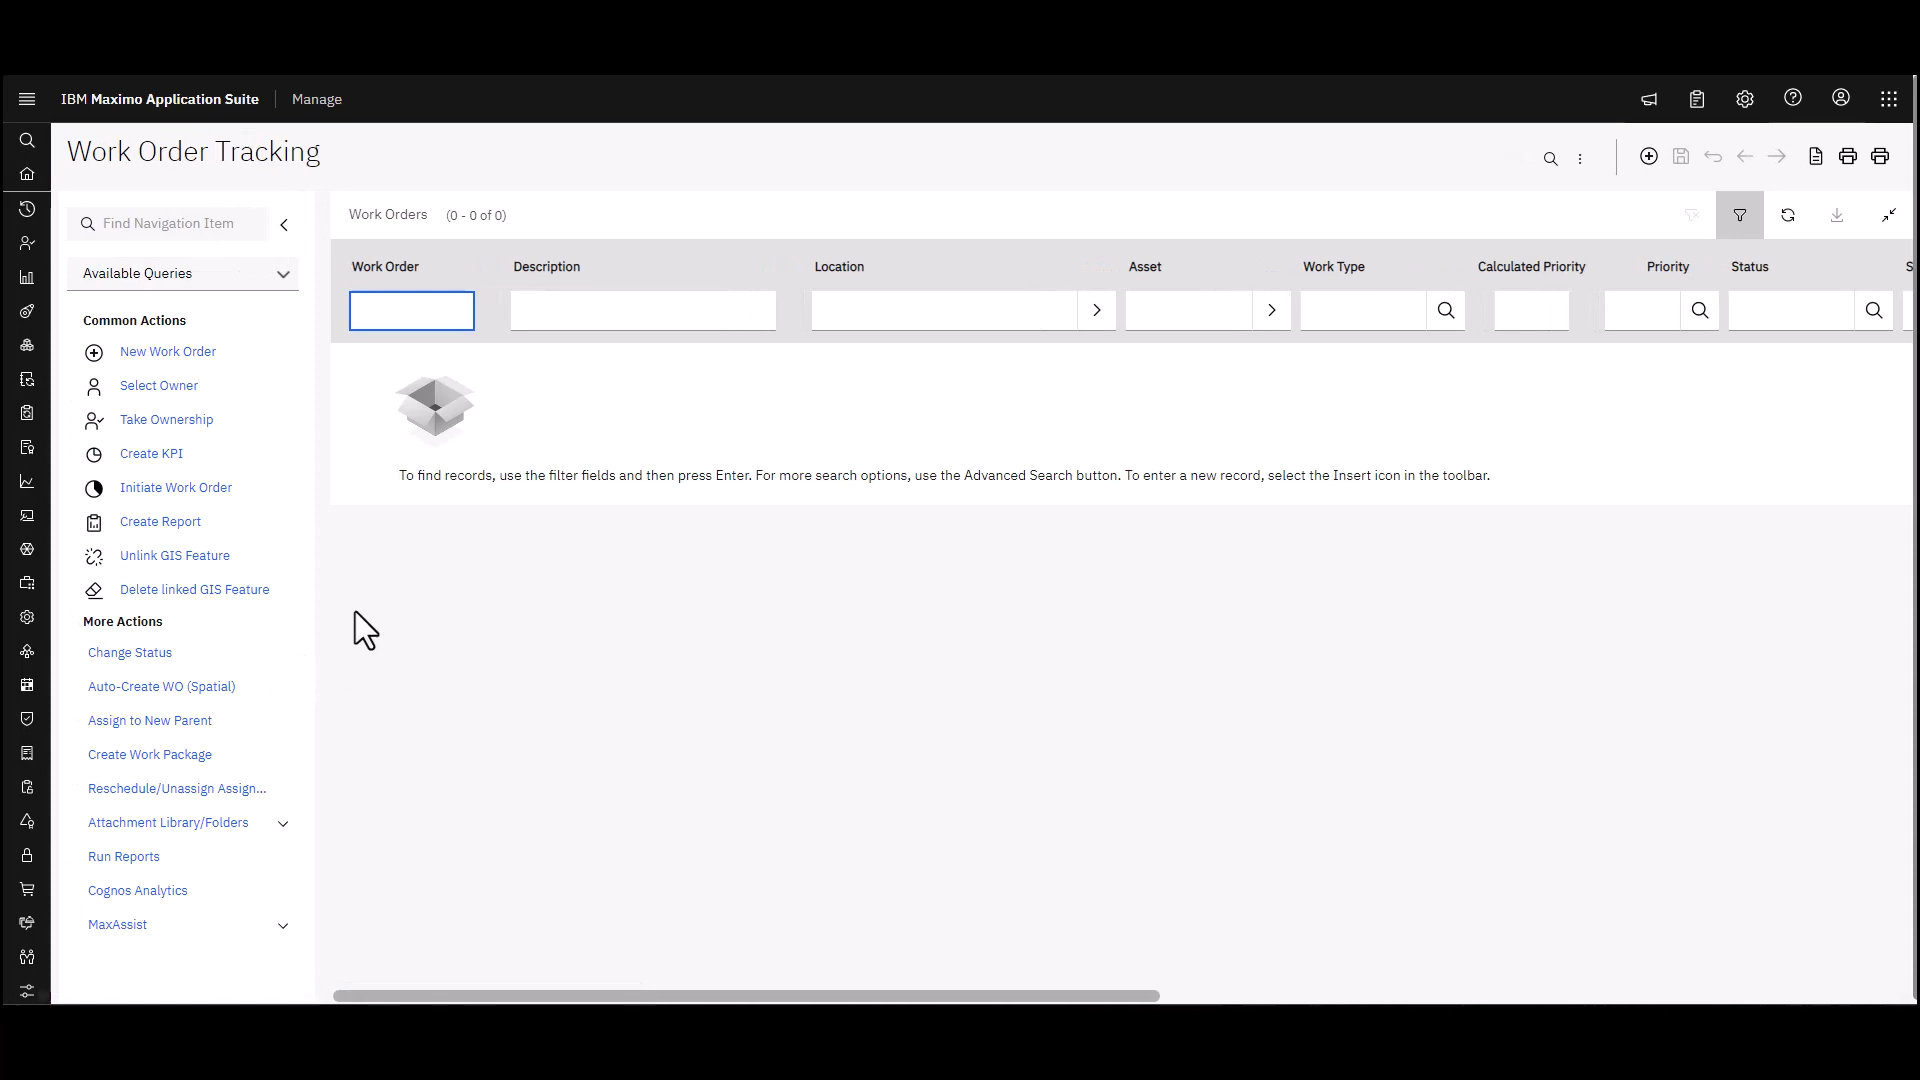 IBM Maximo Application Suite Manage
Work Order Tracking
Find Navigation Item
Available Queries
Common Actions
New Work Order
Select Owner
Take Ownership
Create KPI
Initiate Work Order
Create Report
Unlink GIS Feature
Delete linked GIS Feature
More Actions
Change Status
Auto-Create WO (Spatial)
Assign to New Parent
Create Work Package
Reschedule/Unassign Assign...
Attachment Library/Folders
Run Reports
Cognos Analytics
MaxAssist
Work Orders (0 - 0 of 0)
Work Order Description Location Asset Work Type Calculated Priority Priority Status S
To find records, use the filter fields and then press Enter. For more search options, use the Advanced Search button. To enter a new record, select the Insert icon in the toolbar.